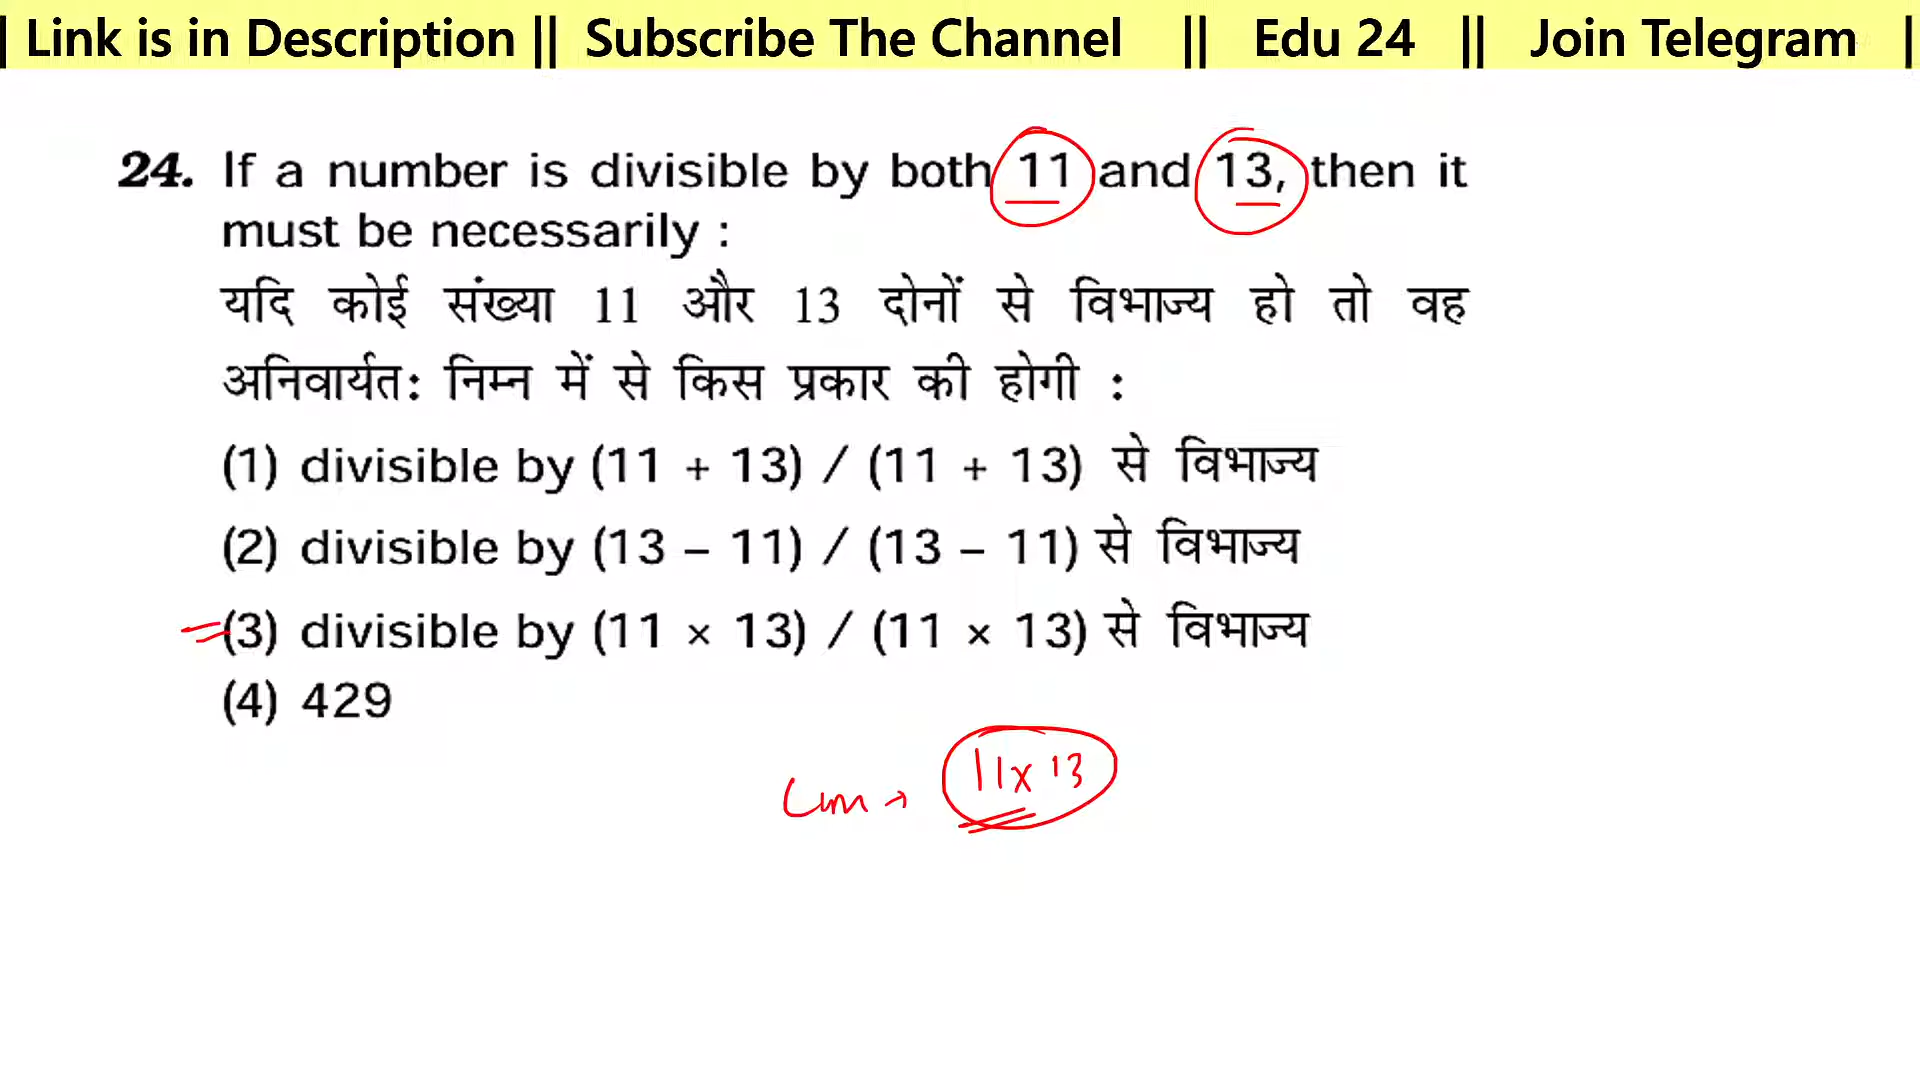 | Link is in Description || Subscribe The Channel || Edu 24 || Join Telegram |
24. If a number is divisible by both 11 and 13, then it
must be necessarily :
यदि कोई संख्या 11 और 13 दोनों से विभाज्य हो तो वह
अनिवार्यत: निम्न में से किस प्रकार की होगी :
(1) divisible by (11 + 13) / (11 + 13) से विभाज्य
(2) divisible by (13 – 11) / (13 – 11) से विभाज्य
(3) divisible by (11 × 13) / (11 × 13) से विभाज्य
(4) 429
Lcm → 11x 13